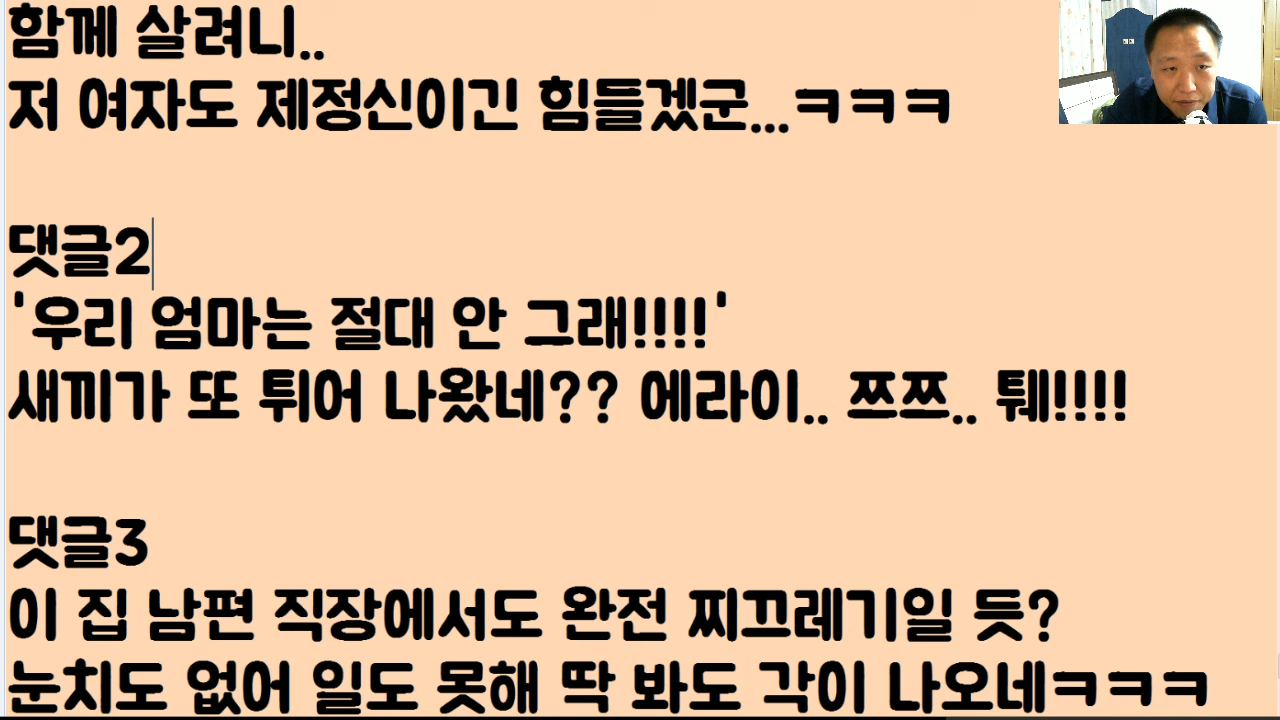 함께 살려니..
저 여자도 제정신이긴 힘들겠군...ㅋㅋㅋ
댓글2
'우리 엄마는 절대 안 그래!!!!'
새끼가 또 튀어 나왔네?? 에라이.. 쯔쯔.. 퉤!!!!
댓글3
이 집 남편 직장에서도 완전 찌끄레기일 듯?
눈치도 없어 일도 못해 딱 봐도 각이 나오네ㅋㅋㅋ